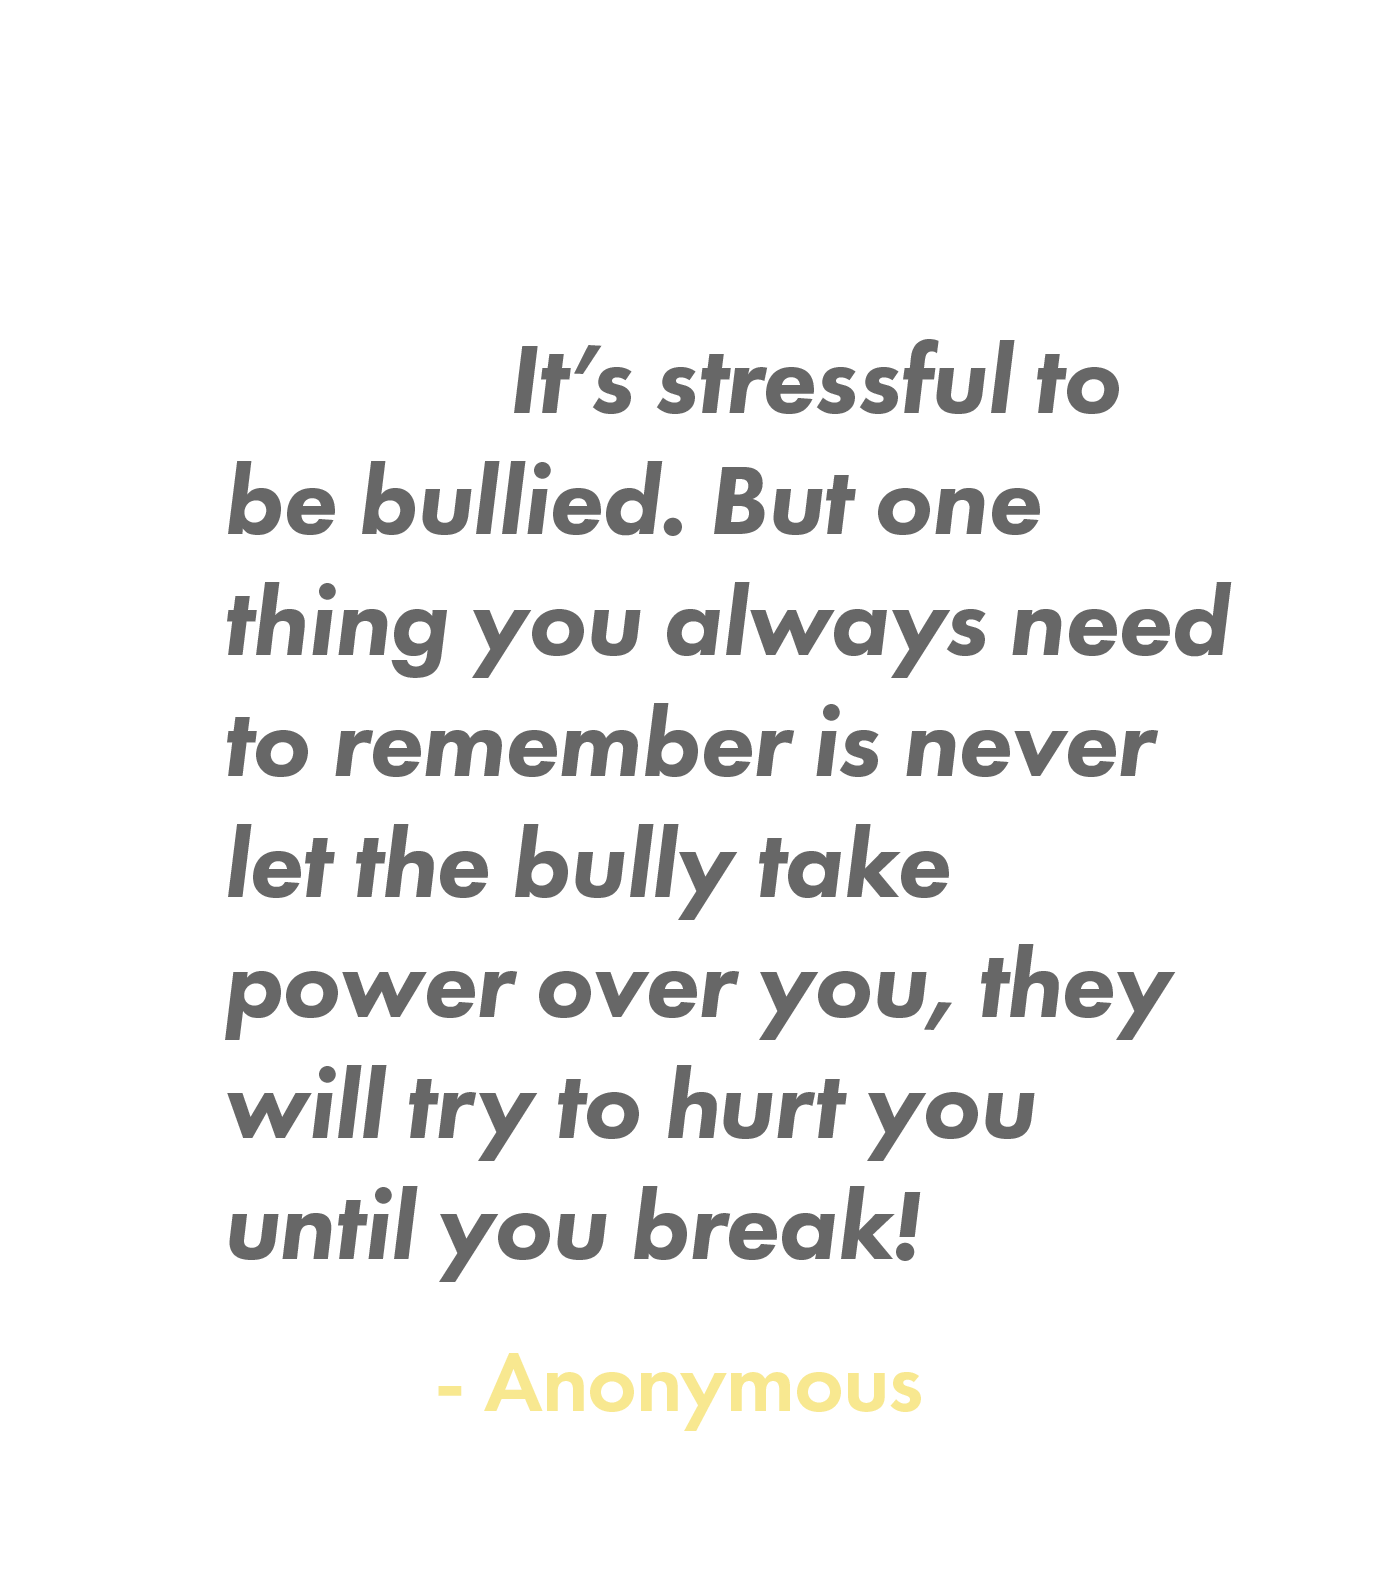 It’s stressful to
be bullied. But one
thing you always need
to remember is never
let the bully take
power over you, they
will try to hurt you
until you break!
- Anonymous